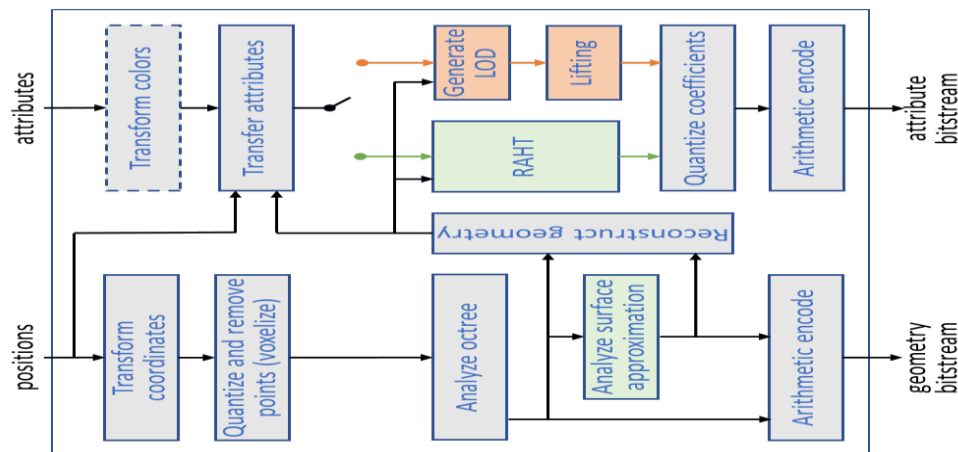 attributes
Transform colors
Transfer attributes
Generate
LOD
Lifting
RAHT
Quantize coefficients
Arithmetic encode
attribute
bitstream
Reconstruct geometry
positions
Transform
coordinates
Quantize and remove
points (voxelize)
Analyze octree
Analyze surface
approximation
Arithmetic encode
geometry
bitstream